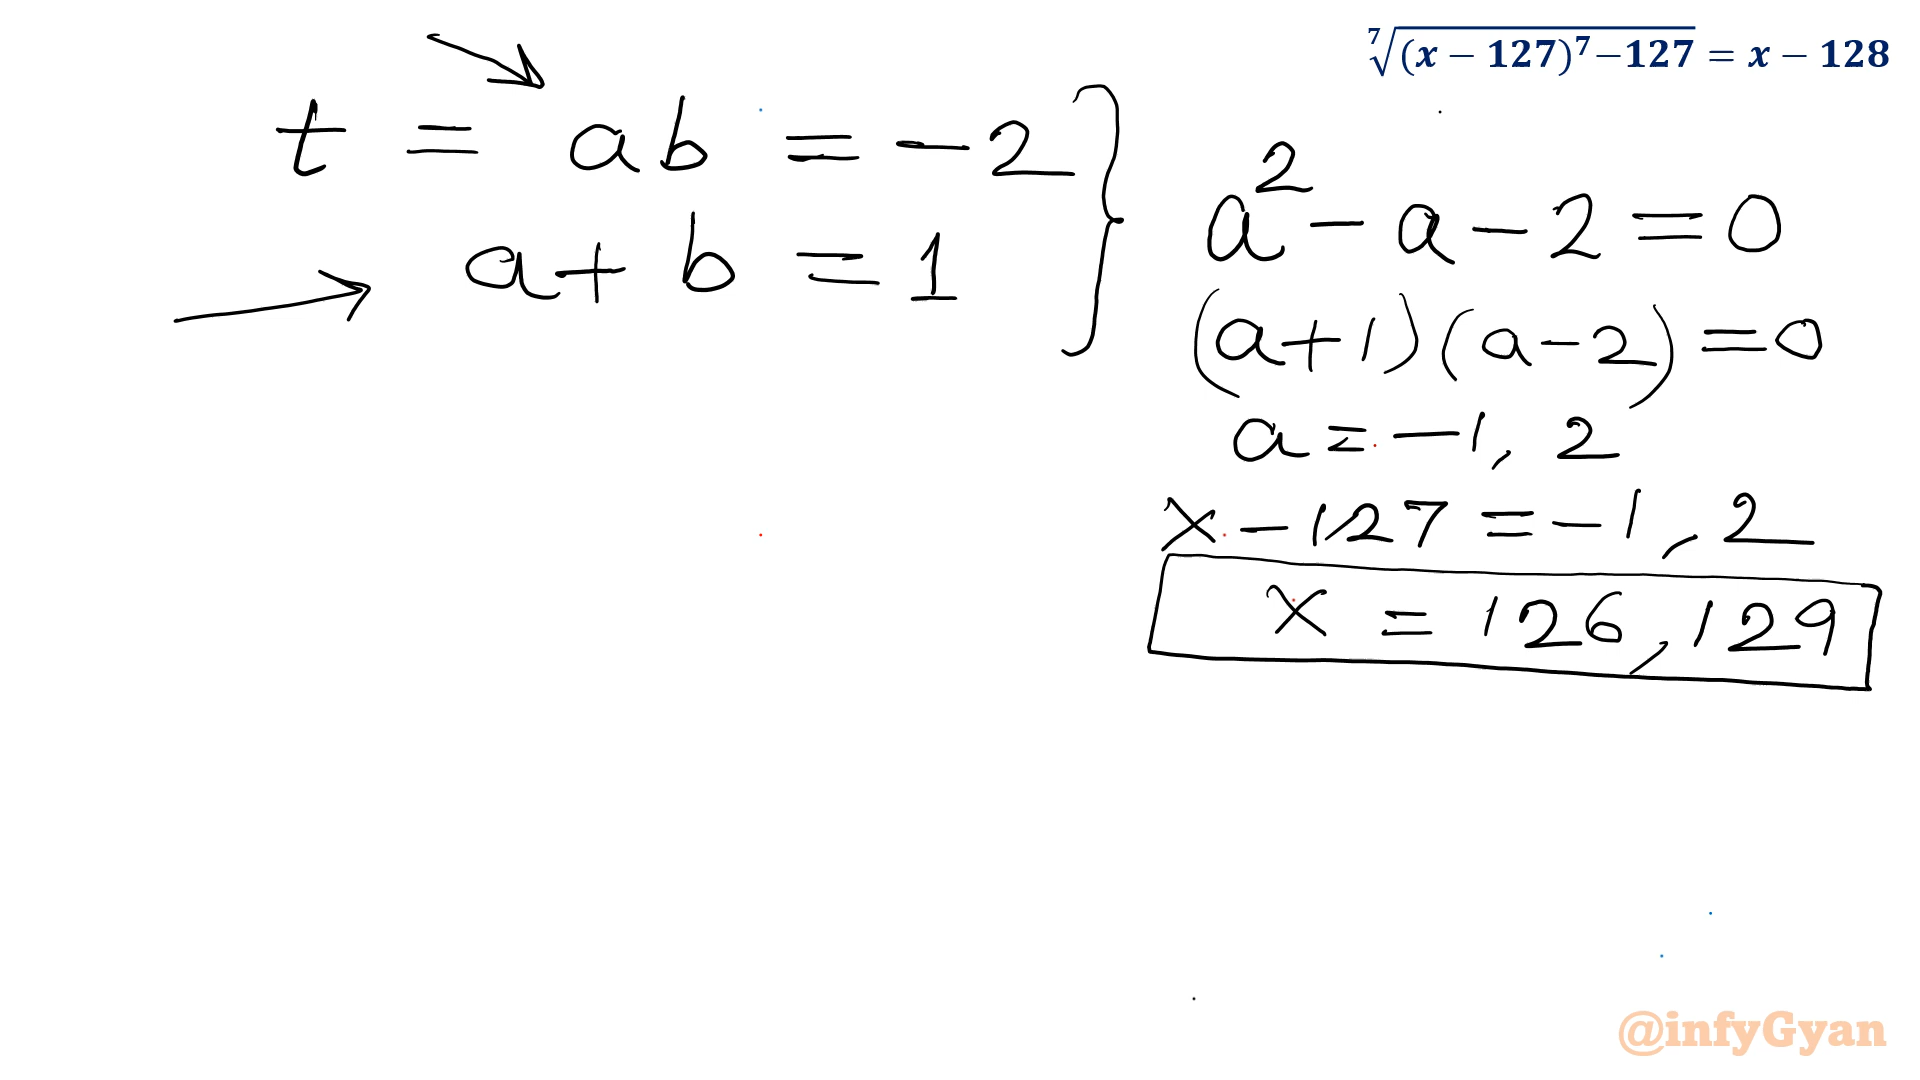 ⁷√((x − 127)⁷−127) = x − 128
t = ab = −2
a + b = 1
a² − a − 2 = 0
(a+1)(a−2) = 0
a = −1, 2
x − 127 = −1, 2
x = 126, 129
@infyGyan